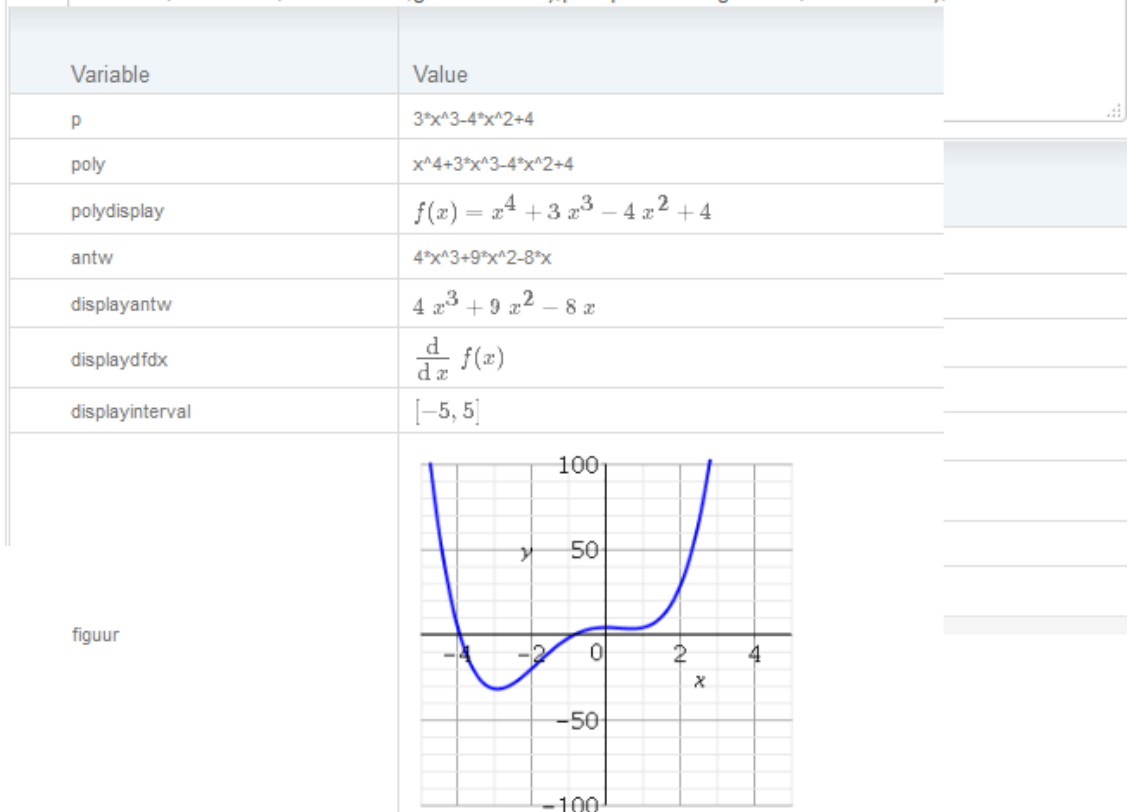 Variable Value
p 3*x^3-4*x^2+4
poly x^4+3*x^3-4*x^2+4
polydisplay f(x) = x^4 + 3 x^3 − 4 x^2 + 4
antw 4*x^3+9*x^2-8*x
displayantw 4 x^3 + 9 x^2 − 8 x
displaydfdx d/dx f(x)
displayinterval [−5, 5]
100
y 50
figuur
−4 −2 0 2 4
x
−50
−100